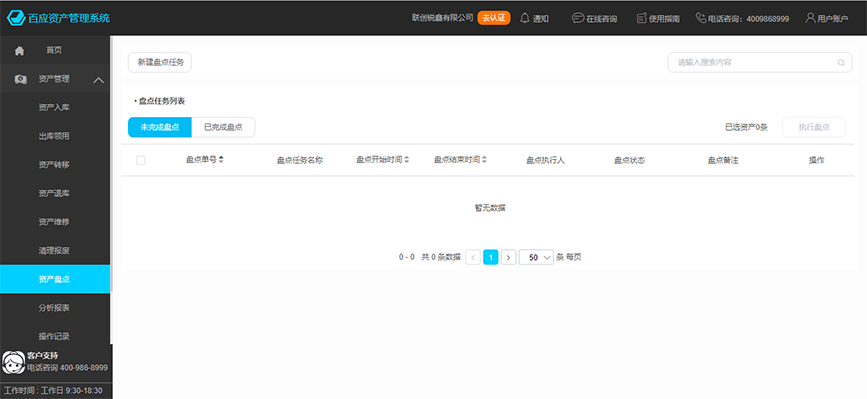 百应资产管理系统
联创锐鑫有限公司 去认证 通知 在线咨询 使用指南 电话咨询：4009868999 用户账户
首页
资产管理
资产入库
出库领用
资产转移
资产退库
资产维修
清理报废
资产盘点
分析报表
操作记录
客户支持
电话咨询 400-986-8999
工作时间：工作日 9:30-18:30
新建盘点任务
请输入搜索内容
• 盘点任务列表
未完成盘点 已完成盘点
已选资产0条 执行盘点
盘点单号 盘点任务名称 盘点开始时间 盘点结束时间 盘点执行人 盘点状态 盘点备注 操作
暂无数据
0 - 0 共 0 条数据 1 50 条 每页